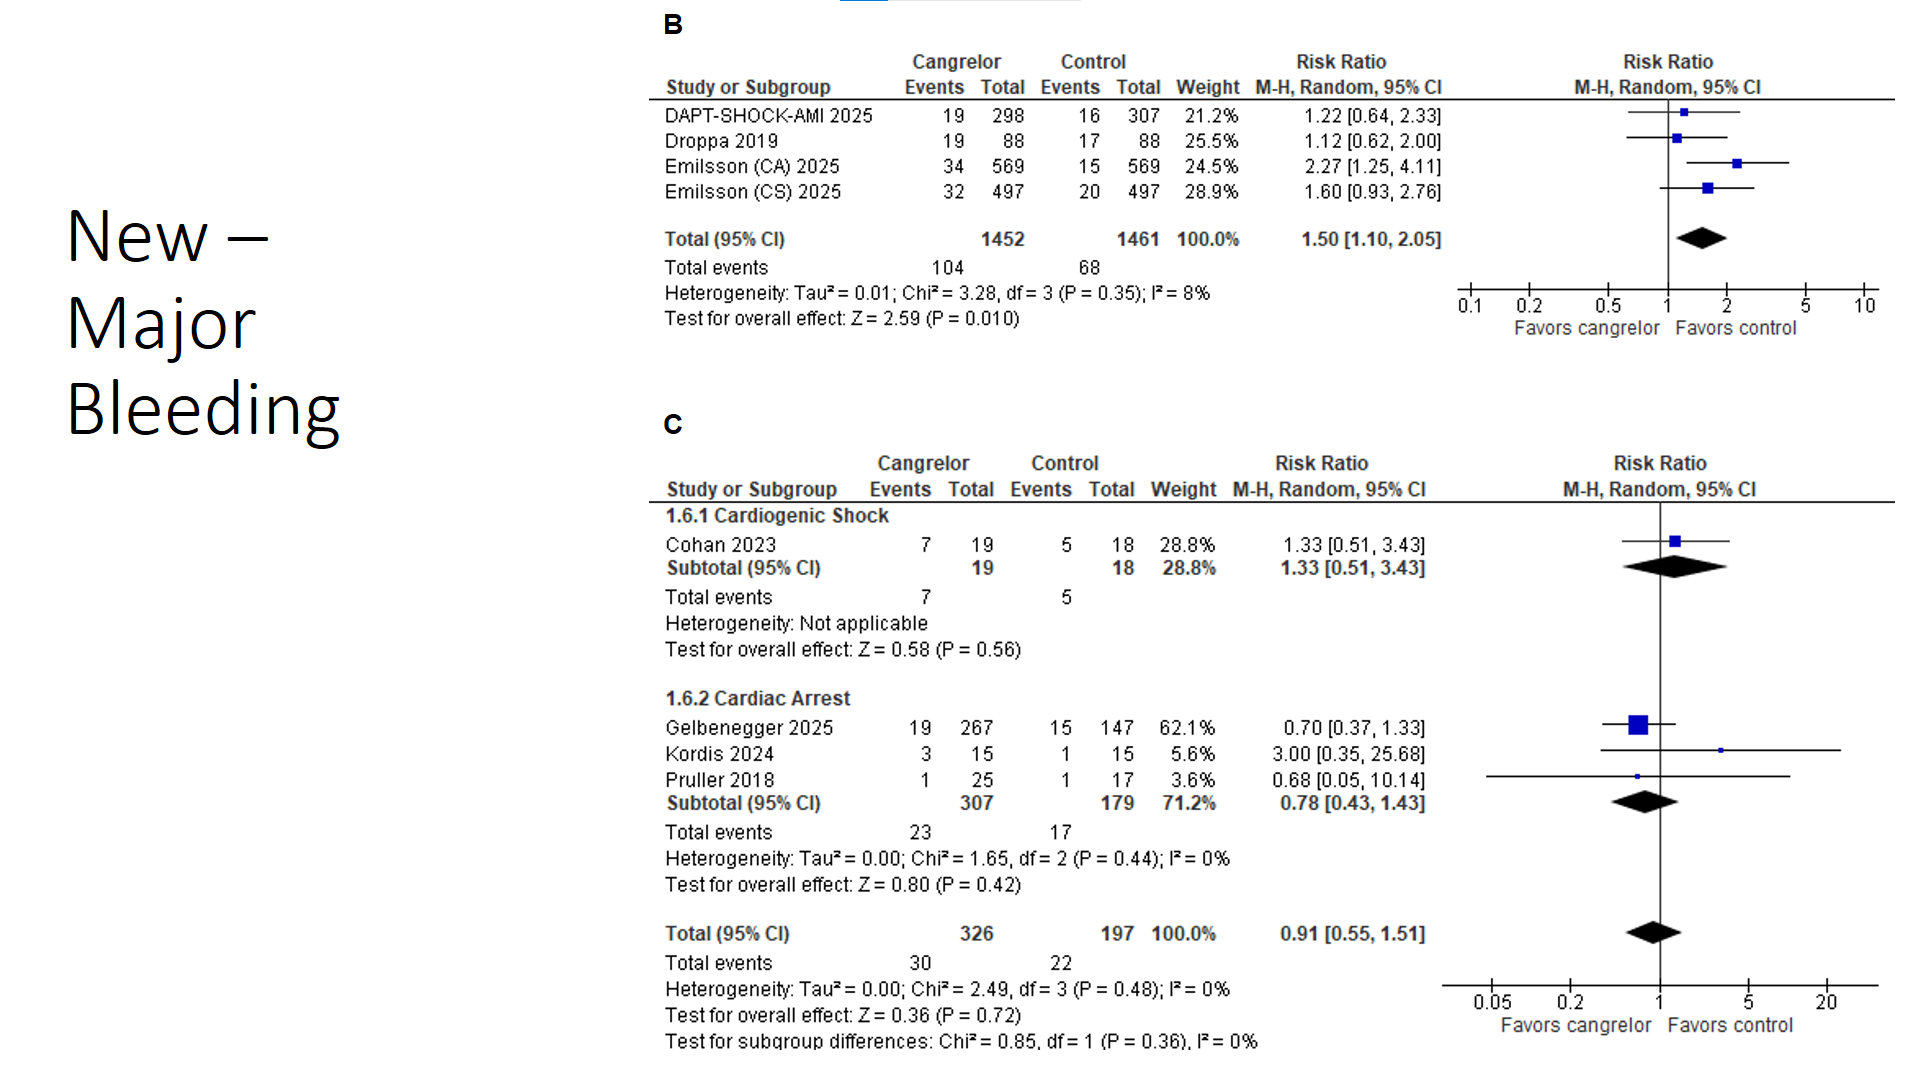 New –
Major
Bleeding
B
Cangrelor Control Risk Ratio Risk Ratio
Study or Subgroup Events Total Events Total Weight M-H, Random, 95% CI M-H, Random, 95% CI
DAPT-SHOCK-AMI 2025 19 298 16 307 21.2% 1.22 [0.64, 2.33]
Droppa 2019 19 88 17 88 25.5% 1.12 [0.62, 2.00]
Emilsson (CA) 2025 34 569 15 569 24.5% 2.27 [1.25, 4.11]
Emilsson (CS) 2025 32 497 20 497 28.9% 1.60 [0.93, 2.76]
Total (95% CI) 1452 1461 100.0% 1.50 [1.10, 2.05]
Total events 104 68
Heterogeneity: Tau² = 0.01; Chi² = 3.28, df = 3 (P = 0.35); I² = 8%
Test for overall effect: Z = 2.59 (P = 0.010)
0.1 0.2 0.5 1 2 5 10
Favors cangrelor Favors control
C
Cangrelor Control Risk Ratio Risk Ratio
Study or Subgroup Events Total Events Total Weight M-H, Random, 95% CI M-H, Random, 95% CI
1.6.1 Cardiogenic Shock
Cohan 2023 7 19 5 18 28.8% 1.33 [0.51, 3.43]
Subtotal (95% CI) 19 18 28.8% 1.33 [0.51, 3.43]
Total events 7 5
Heterogeneity: Not applicable
Test for overall effect: Z = 0.58 (P = 0.56)
1.6.2 Cardiac Arrest
Gelbenegger 2025 19 267 15 147 62.1% 0.70 [0.37, 1.33]
Kordis 2024 3 15 1 15 5.6% 3.00 [0.35, 25.68]
Pruller 2018 1 25 1 17 3.6% 0.68 [0.05, 10.14]
Subtotal (95% CI) 307 179 71.2% 0.78 [0.43, 1.43]
Total events 23 17
Heterogeneity: Tau² = 0.00; Chi² = 1.65, df = 2 (P = 0.44); I² = 0%
Test for overall effect: Z = 0.80 (P = 0.42)
Total (95% CI) 326 197 100.0% 0.91 [0.55, 1.51]
Total events 30 22
Heterogeneity: Tau² = 0.00; Chi² = 2.49, df = 3 (P = 0.48); I² = 0%
Test for overall effect: Z = 0.36 (P = 0.72)
Test for subgroup differences: Chi² = 0.85, df = 1 (P = 0.36), I² = 0%
0.05 0.2 1 5 20
Favors cangrelor Favors control